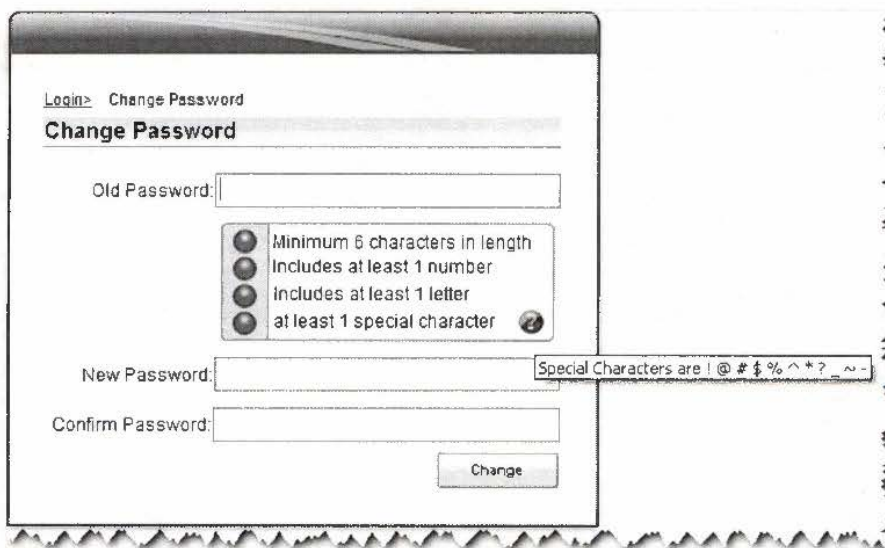 Login> Change Password
Change Password
Old Password:
Minimum 6 characters in length
Includes at least 1 number
Includes at least 1 letter
at least 1 special character
New Password:
Special Characters are ! @ # $ % ^ * ? _ ~ -
Confirm Password:
Change